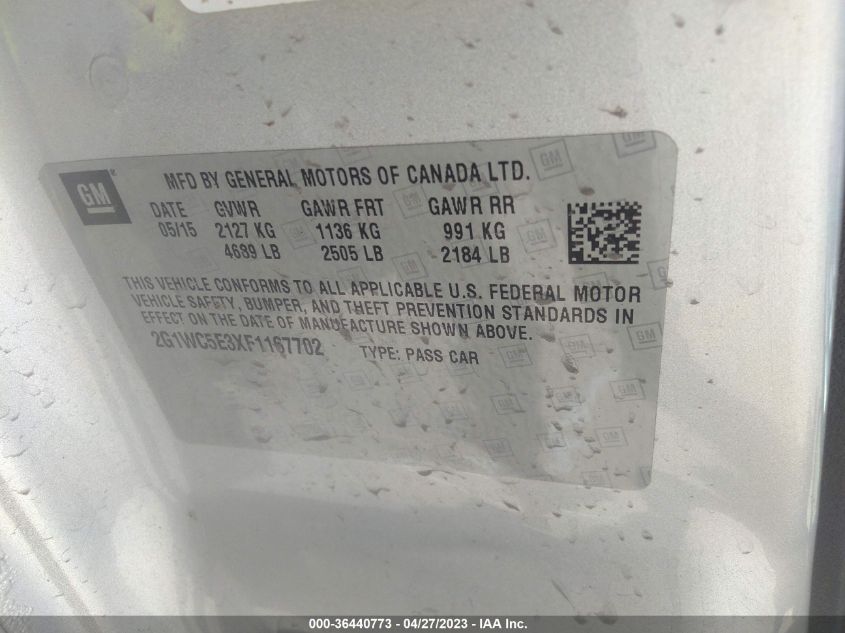 GM
MFD BY GENERAL MOTORS OF CANADA LTD.
DATE GVWR GAWR FRT GAWR RR
05/15 2127 KG 1136 KG 991 KG
4689 LB 2505 LB 2184 LB
THIS VEHICLE CONFORMS TO ALL APPLICABLE U.S. FEDERAL MOTOR
VEHICLE SAFETY, BUMPER, AND THEFT PREVENTION STANDARDS IN
EFFECT ON THE DATE OF MANUFACTURE SHOWN ABOVE.
2G1WC5E3XF1167702 TYPE: PASS CAR
000-36440773 - 04/27/2023 - IAA Inc.